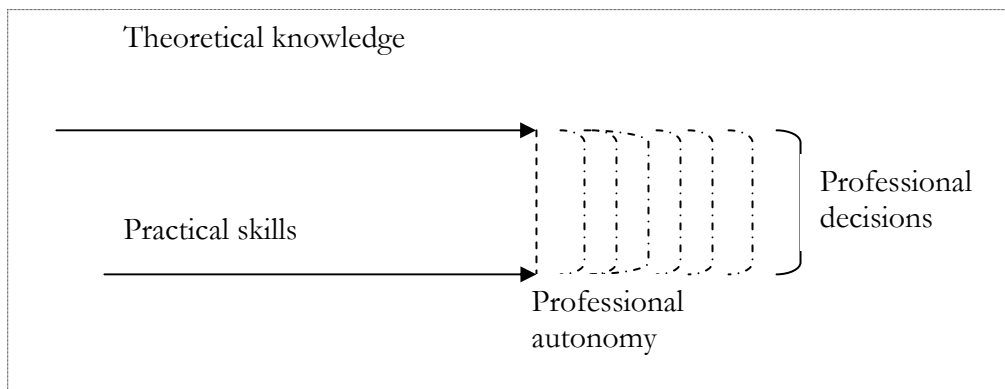 Theoretical knowledge
Professional
decisions
Practical skills
Professional
autonomy